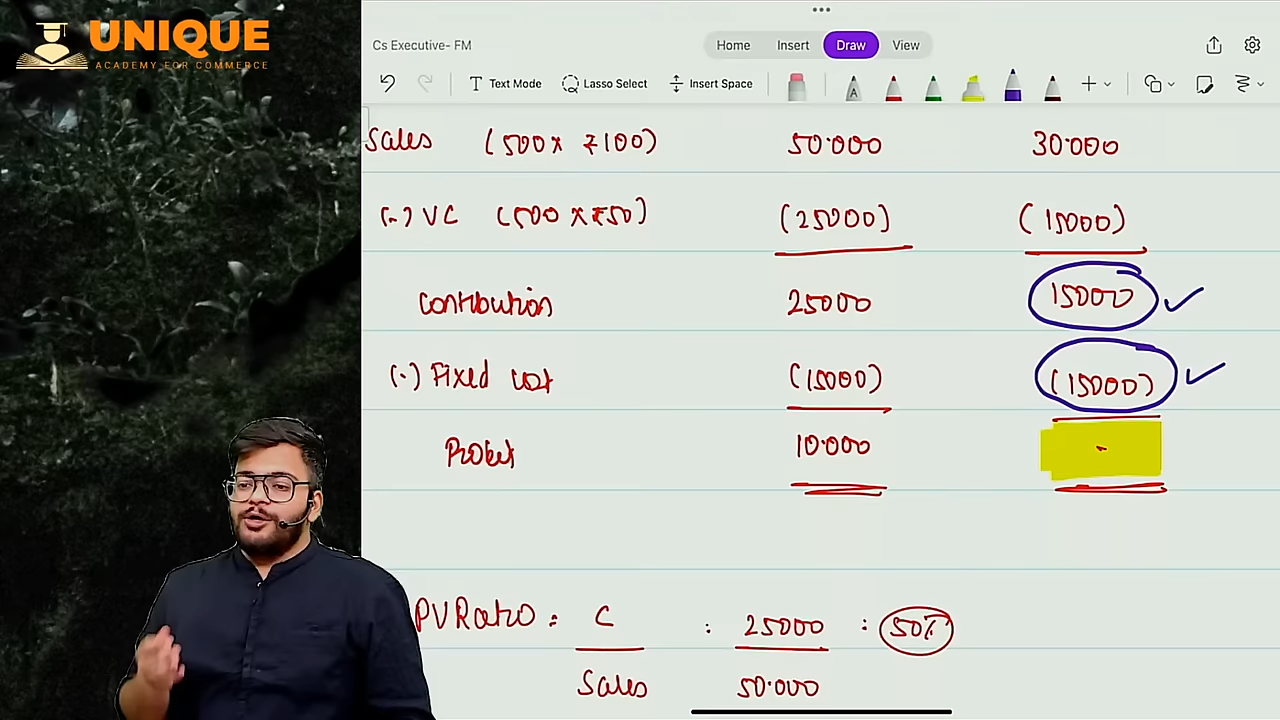 UNIQUE
ACADEMY FOR COMMERCE
Cs Executive- FM
Home Insert Draw View
Text Mode Lasso Select Insert Space
Sales (500 x ₹100) 50.000 30.000
(-) VC (500 x ₹50) (25000) (15000)
Contribution 25000 15000
(-) Fixed cost (15000) (15000)
Profit 10.000 -
PV Ratio : C : 25000 : 50%
Sales 50.000